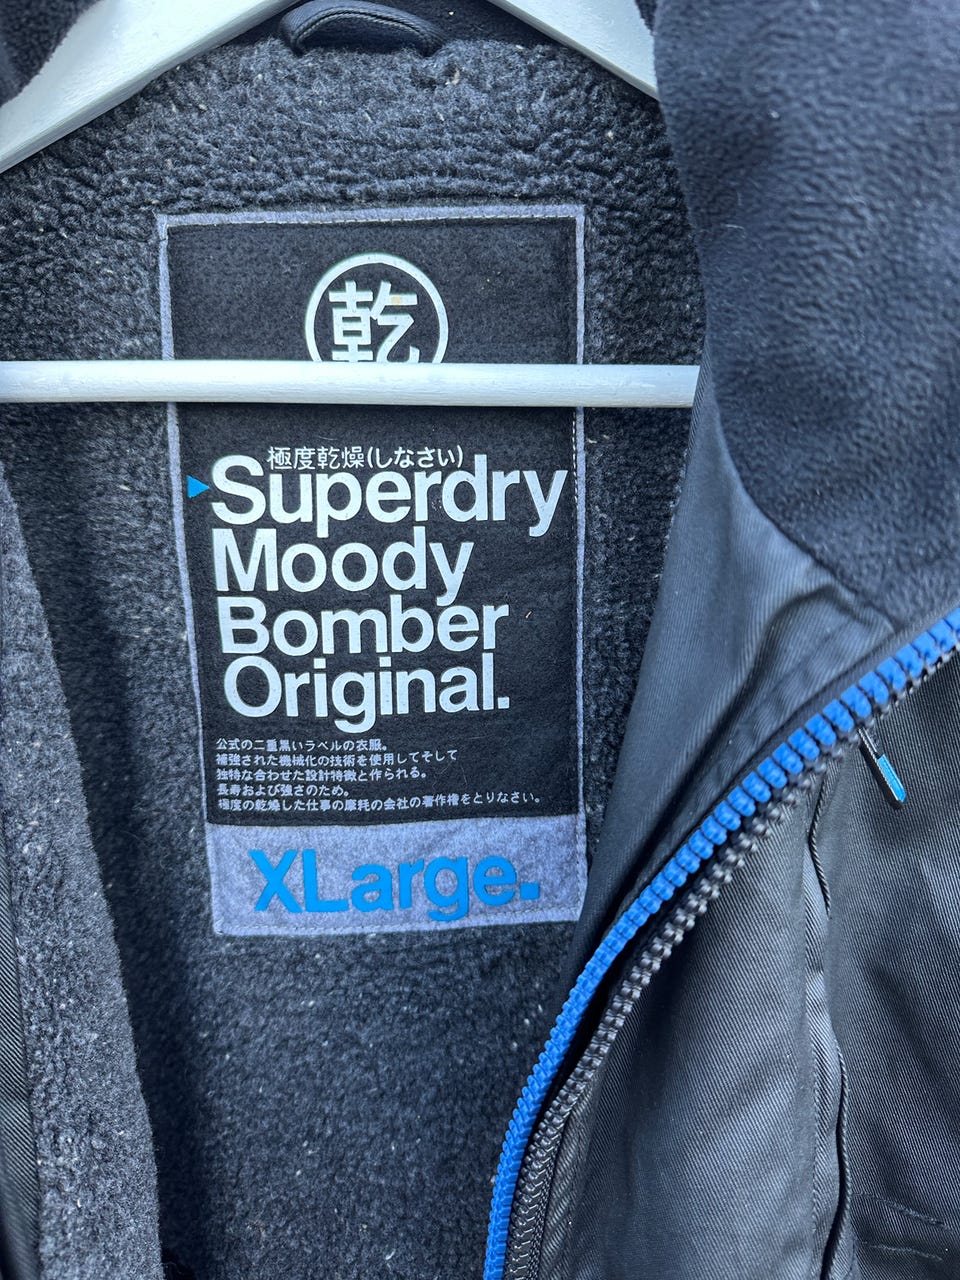 乾
極度乾燥(しなさい)
Superdry
Moody
Bomber
Original.
公式の二重黒いラベルの衣服。
補強された機械化の技術を使用してそして
独特な合わせた設計特徴と作られる。
長寿および強さのため。
極度の乾燥した仕事の摩耗の会社の著作権をとりなさい。
XLarge.